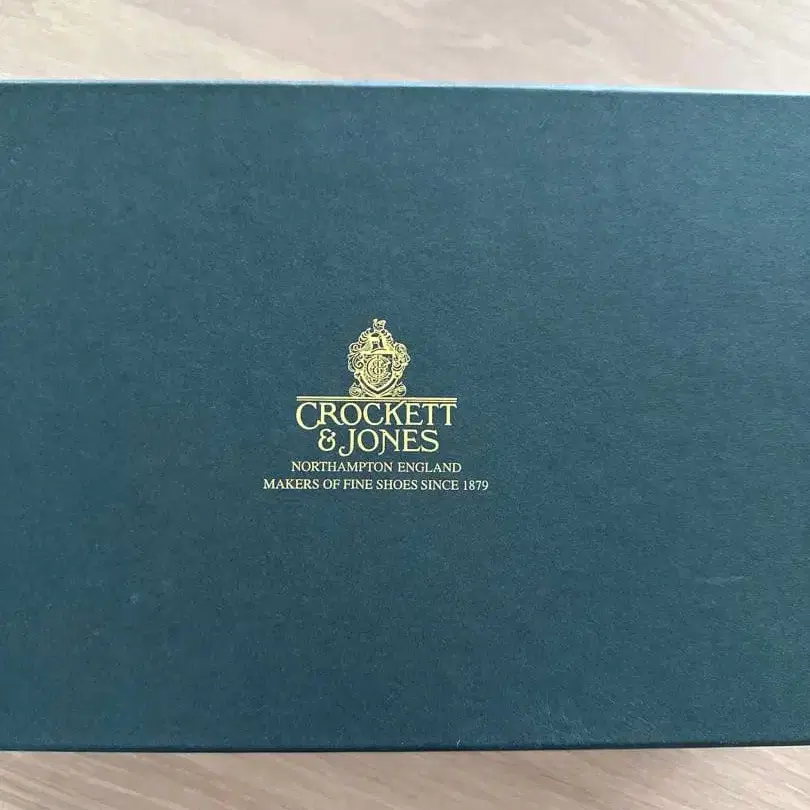 CROCKETT
& JONES
NORTHAMPTON ENGLAND
MAKERS OF FINE SHOES SINCE 1879